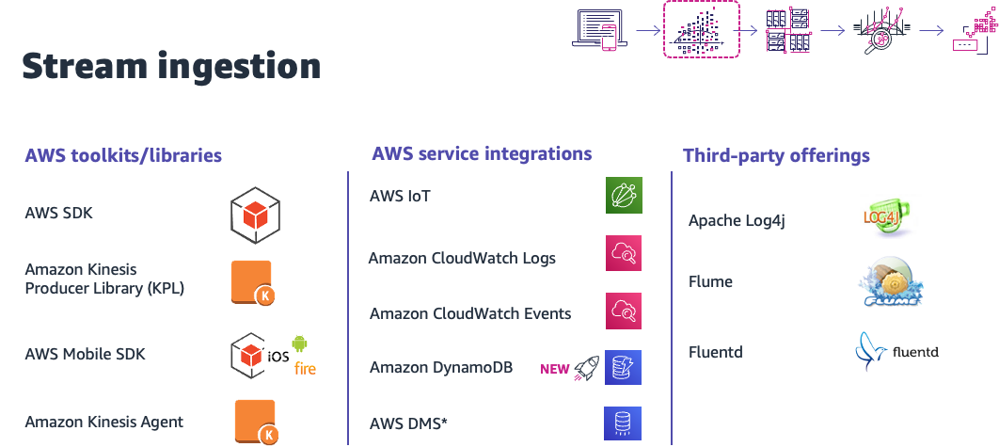 Stream ingestion
AWS toolkits/libraries
AWS SDK
Amazon Kinesis
Producer Library (KPL)
K
AWS Mobile SDK
iOS
fire
Amazon Kinesis Agent
K
AWS service integrations
AWS IoT
Amazon CloudWatch Logs
Amazon CloudWatch Events
Amazon DynamoDB
NEW
AWS DMS*
Third-party offerings
Apache Log4j
LOG4J
Flume
FLUME
Fluentd
fluentd